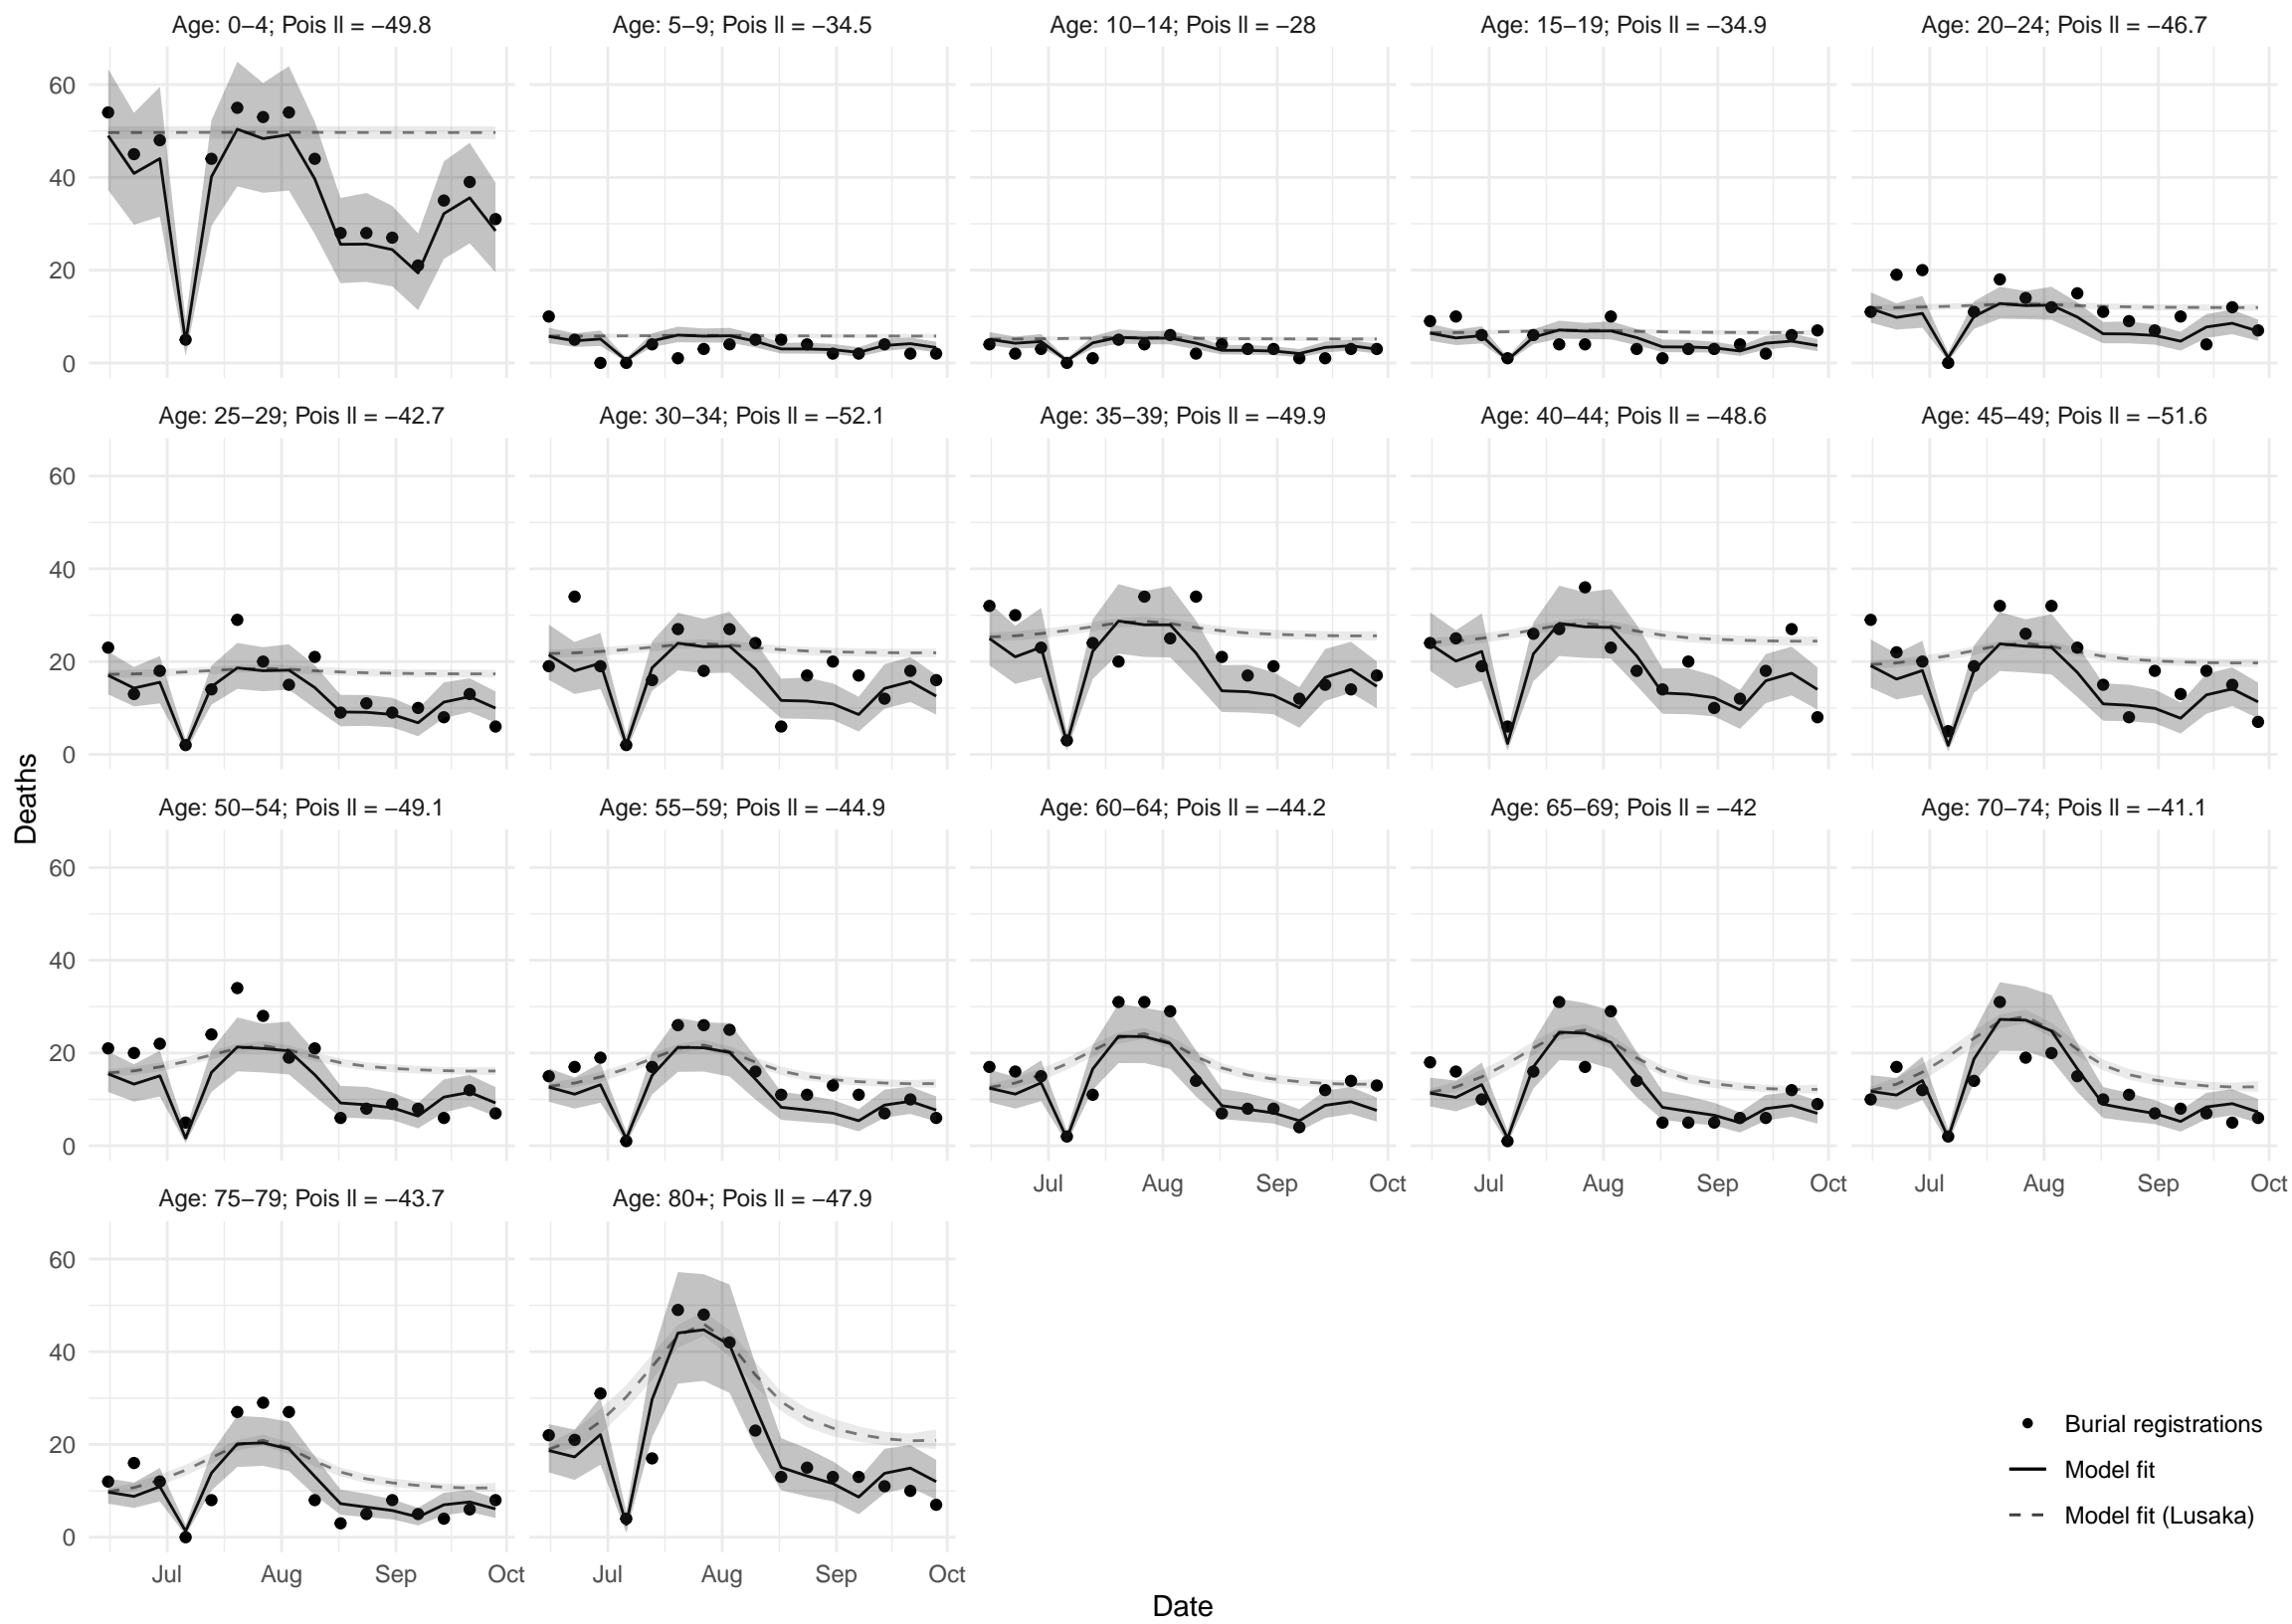 Age: 0−4; Pois ll = −49.8
Age: 5−9; Pois ll = −34.5
Age: 10−14; Pois ll = −28
Age: 15−19; Pois ll = −34.9
Age: 20−24; Pois ll = −46.7
60
40
20
0
Age: 25−29; Pois ll = −42.7
Age: 30−34; Pois ll = −52.1
Age: 35−39; Pois ll = −49.9
Age: 40−44; Pois ll = −48.6
Age: 45−49; Pois ll = −51.6
60
40
20
0
Deaths
Age: 50−54; Pois ll = −49.1
Age: 55−59; Pois ll = −44.9
Age: 60−64; Pois ll = −44.2
Age: 65−69; Pois ll = −42
Age: 70−74; Pois ll = −41.1
60
40
20
0
Jul Aug Sep Oct
Jul Aug Sep Oct
Jul Aug Sep Oct
Age: 75−79; Pois ll = −43.7
Age: 80+; Pois ll = −47.9
60
40
20
0
Jul Aug Sep Oct
Jul Aug Sep Oct
Burial registrations
Model fit
Model fit (Lusaka)
Date